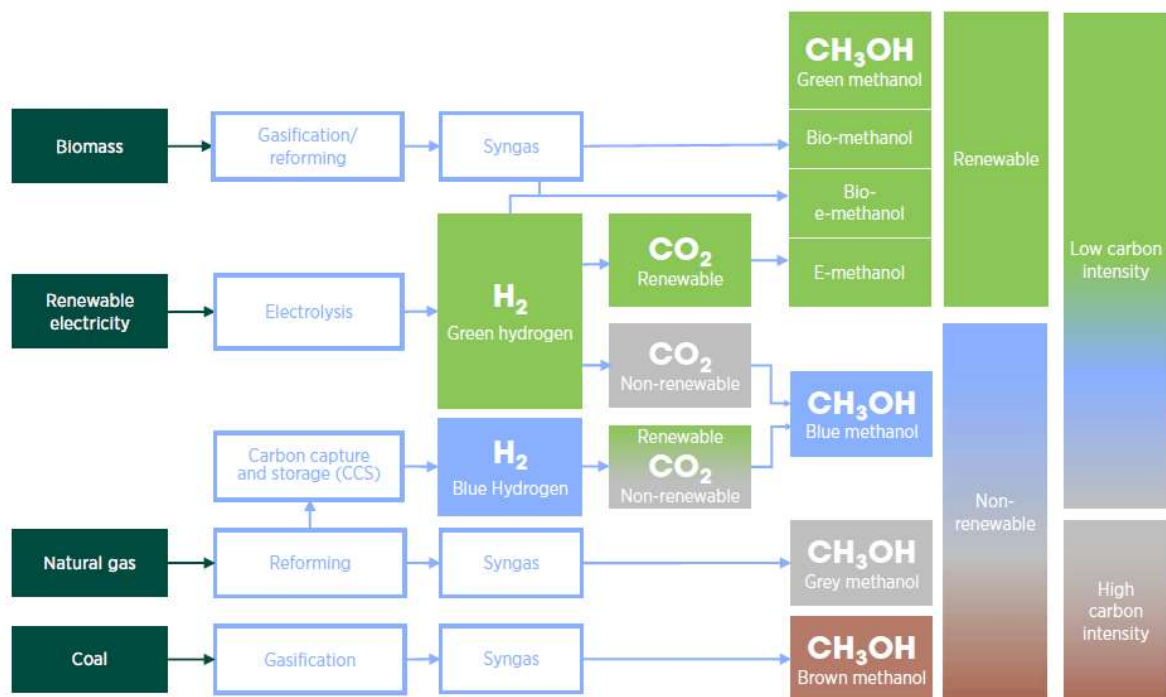 CH₃OH
Green methanol
Biomass
Gasification/
reforming
Syngas
Bio-methanol
Renewable
Bio-
e-methanol
Low carbon
intensity
Renewable
electricity
Electrolysis
H₂
Green hydrogen
CO₂
Renewable
E-methanol
CO₂
Non-renewable
CH₃OH
Blue methanol
Carbon capture
and storage (CCS)
H₂
Blue Hydrogen
Renewable
CO₂
Non-renewable
Non-
renewable
Natural gas
Reforming
Syngas
CH₃OH
Grey methanol
High
carbon
intensity
Coal
Gasification
Syngas
CH₃OH
Brown methanol